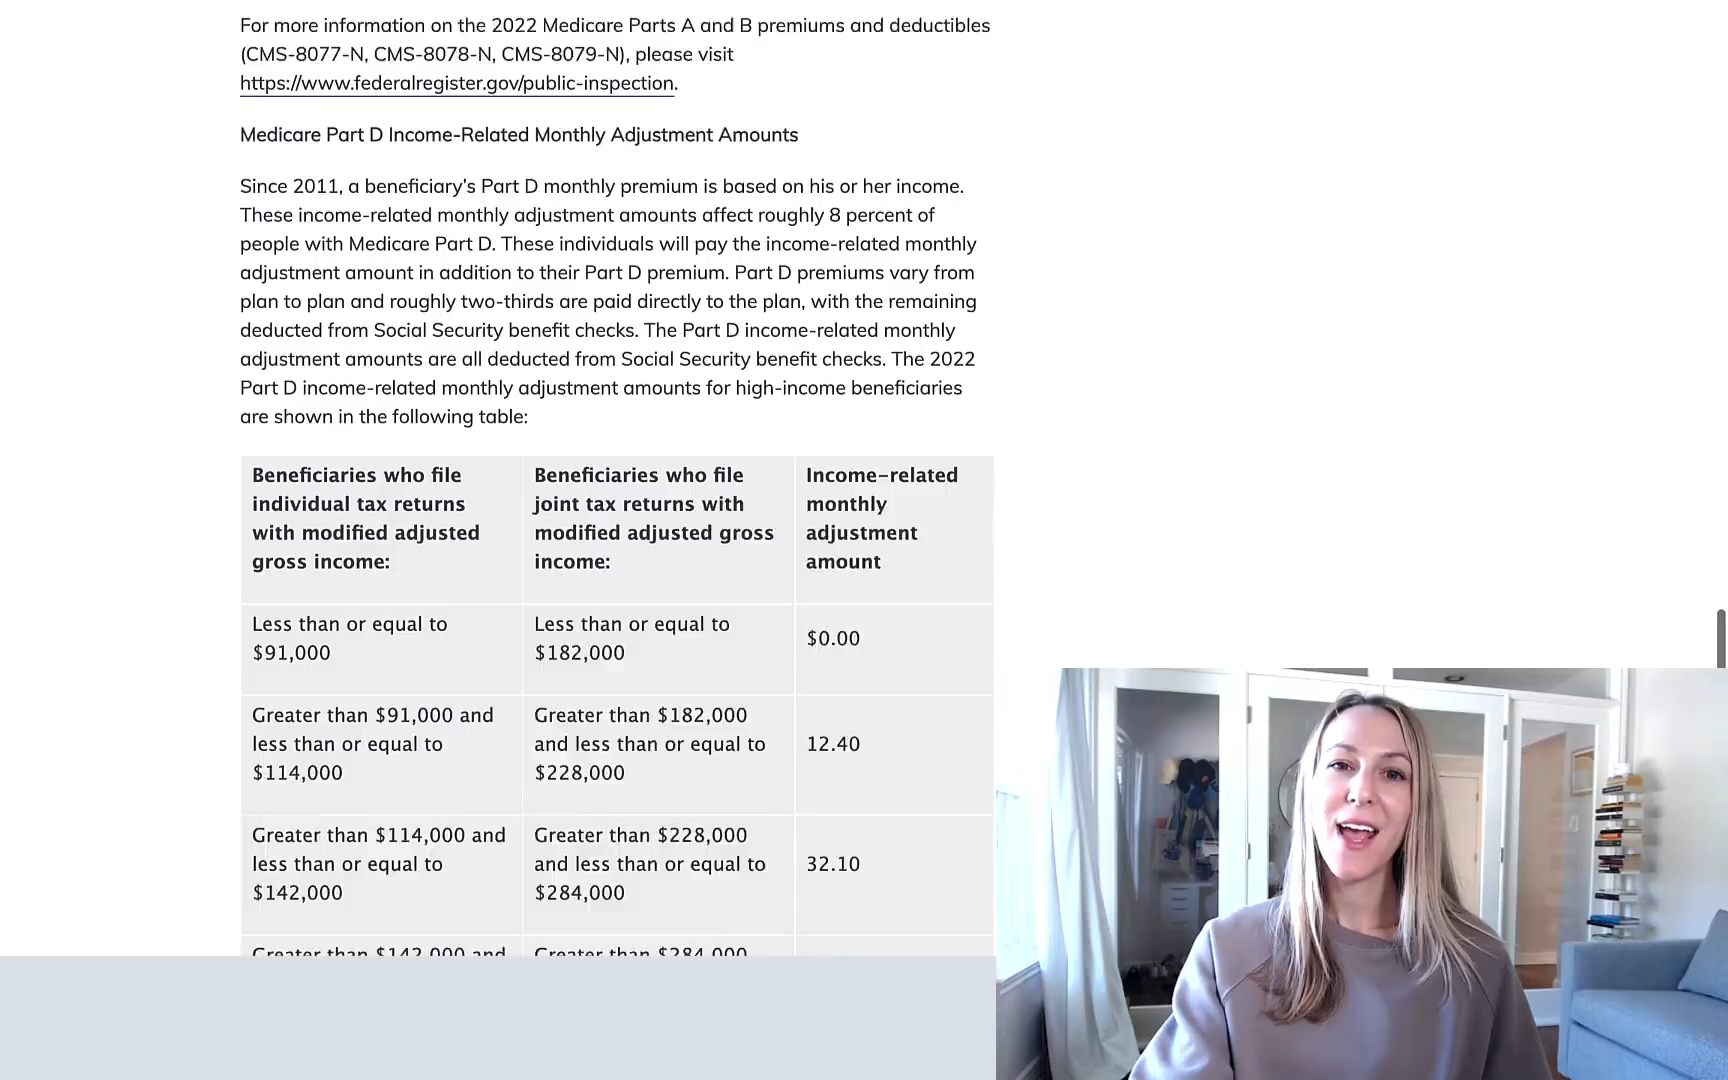 For more information on the 2022 Medicare Parts A and B premiums and deductibles
(CMS-8077-N, CMS-8078-N, CMS-8079-N), please visit
https://www.federalregister.gov/public-inspection.
Medicare Part D Income-Related Monthly Adjustment Amounts
Since 2011, a beneficiary's Part D monthly premium is based on his or her income.
These income-related monthly adjustment amounts affect roughly 8 percent of
people with Medicare Part D. These individuals will pay the income-related monthly
adjustment amount in addition to their Part D premium. Part D premiums vary from
plan to plan and roughly two-thirds are paid directly to the plan, with the remaining
deducted from Social Security benefit checks. The Part D income-related monthly
adjustment amounts are all deducted from Social Security benefit checks. The 2022
Part D income-related monthly adjustment amounts for high-income beneficiaries
are shown in the following table:
Beneficiaries who file
individual tax returns
with modified adjusted
gross income:
Beneficiaries who file
joint tax returns with
modified adjusted gross
income:
Income-related
monthly
adjustment
amount
Less than or equal to
$91,000
Less than or equal to
$182,000
$0.00
Greater than $91,000 and
less than or equal to
$114,000
Greater than $182,000
and less than or equal to
$228,000
12.40
Greater than $114,000 and
less than or equal to
$142,000
Greater than $228,000
and less than or equal to
$284,000
32.10
Greater than $142,000 and
Greater than $284,000